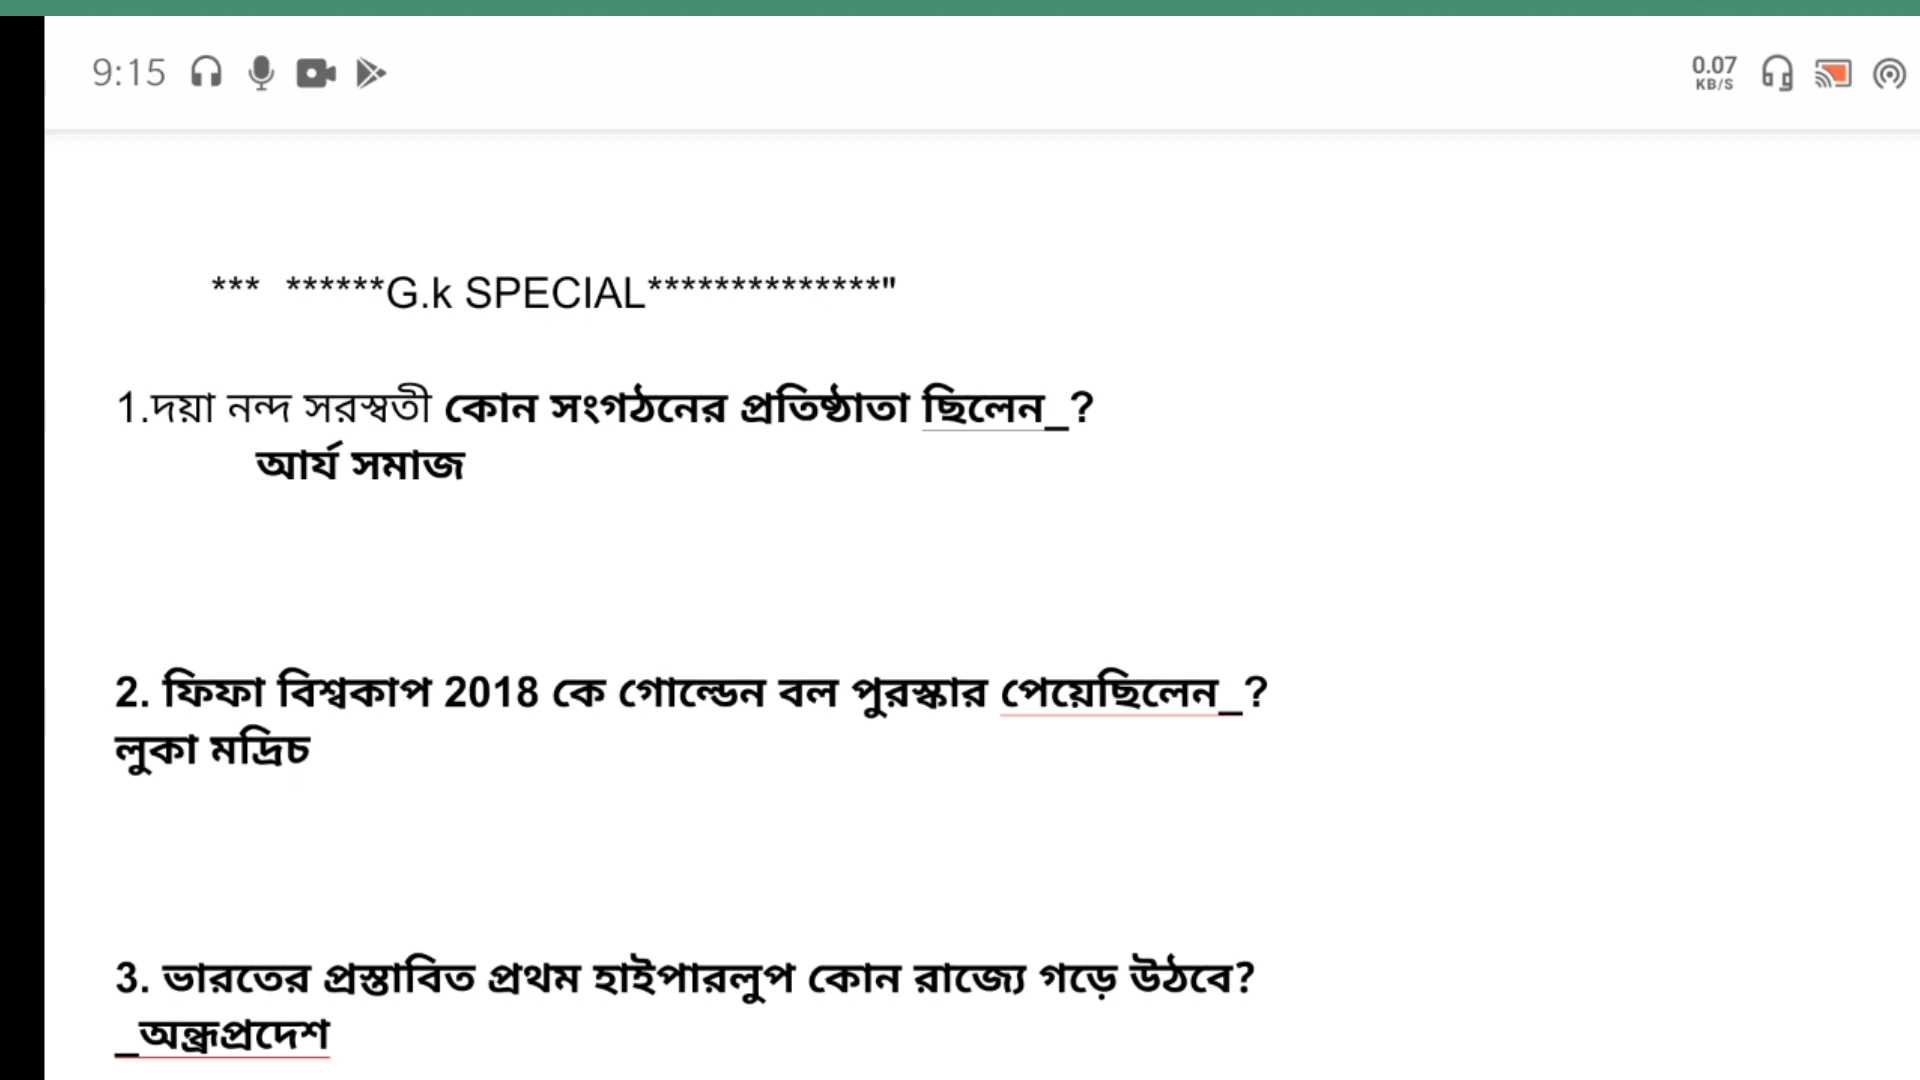 9:15
0.07
KB/S
*** ******G.k SPECIAL**************"
1.দয়া নন্দ সরস্বতী কোন সংগঠনের প্রতিষ্ঠাতা ছিলেন_?
আর্য সমাজ
2. ফিফা বিশ্বকাপ 2018 কে গোল্ডেন বল পুরস্কার পেয়েছিলেন_?
লুকা মদ্রিচ
3. ভারতের প্রস্তাবিত প্রথম হাইপারলুপ কোন রাজ্যে গড়ে উঠবে?
_অন্ধ্রপ্রদেশ